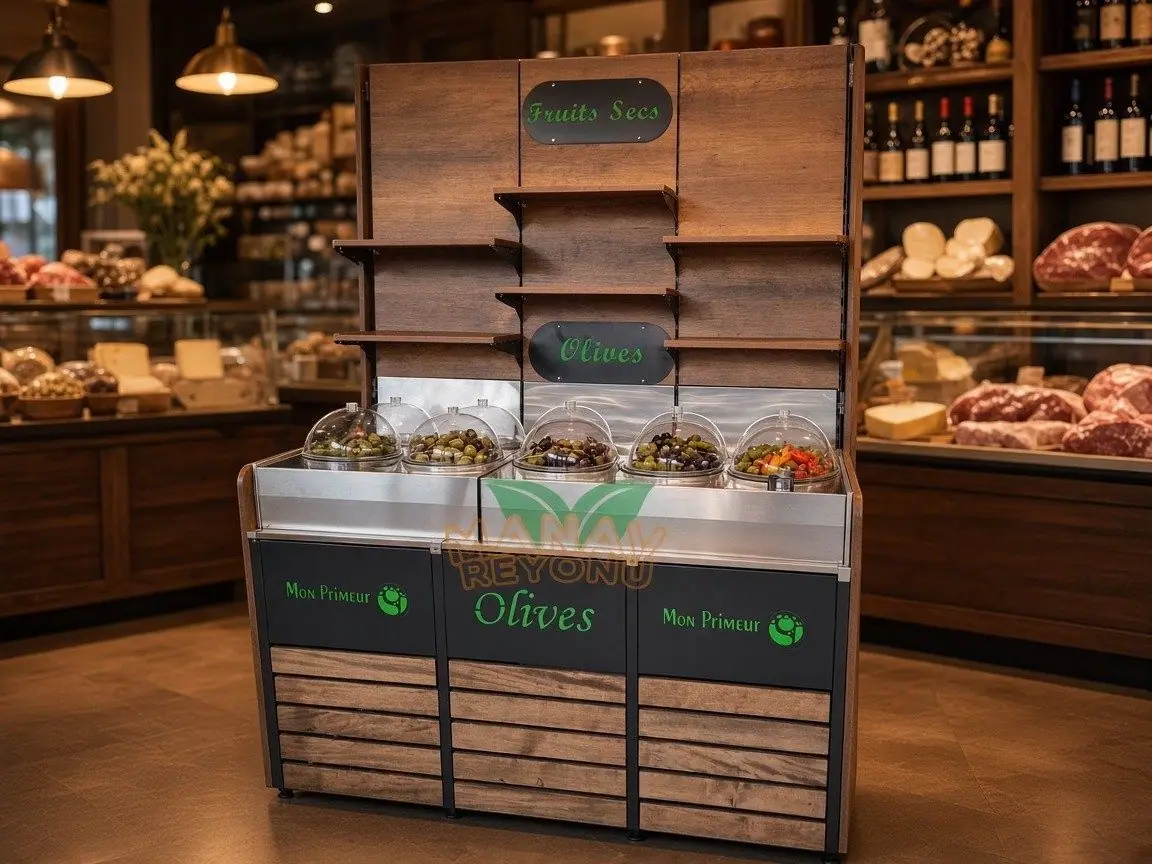 Fruits Secs
Olives
MANAV
REYONU
Mon Primeur
Olives
Mon Primeur